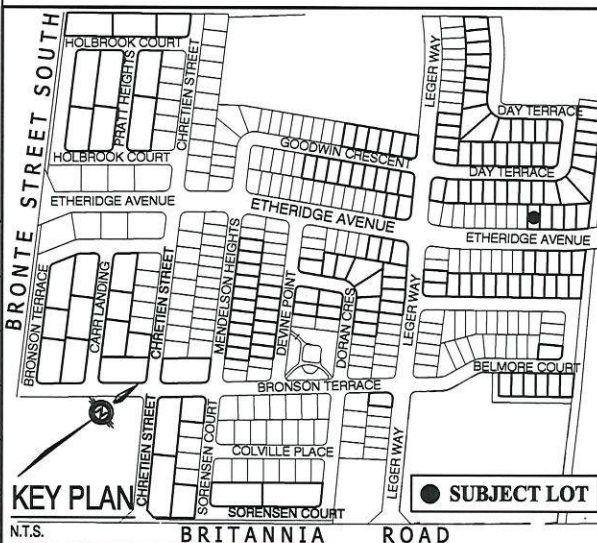 HOLBROOK COURT
BRONTE STREET SOUTH
PRATT HEIGHTS
CHRETIEN STREET
LEGER WAY
DAY TERRACE
GOODWIN CRESCENT
HOLBROOK COURT
DAY TERRACE
ETHERIDGE AVENUE
ETHERIDGE AVENUE
ETHERIDGE AVENUE
BRONSON TERRACE
CARR LANDING
CHRETIEN STREET
MENDELSON HEIGHTS
DEVINE POINT
DORAN CRES
LEGER WAY
BELMORE COURT
BRONSON TERRACE
N
CHRETIEN STREET
SORENSEN COURT
COLVILLE PLACE
LEGER WAY
KEY PLAN
SUBJECT LOT
SORENSEN COURT
N.T.S.
BRITANNIA ROAD